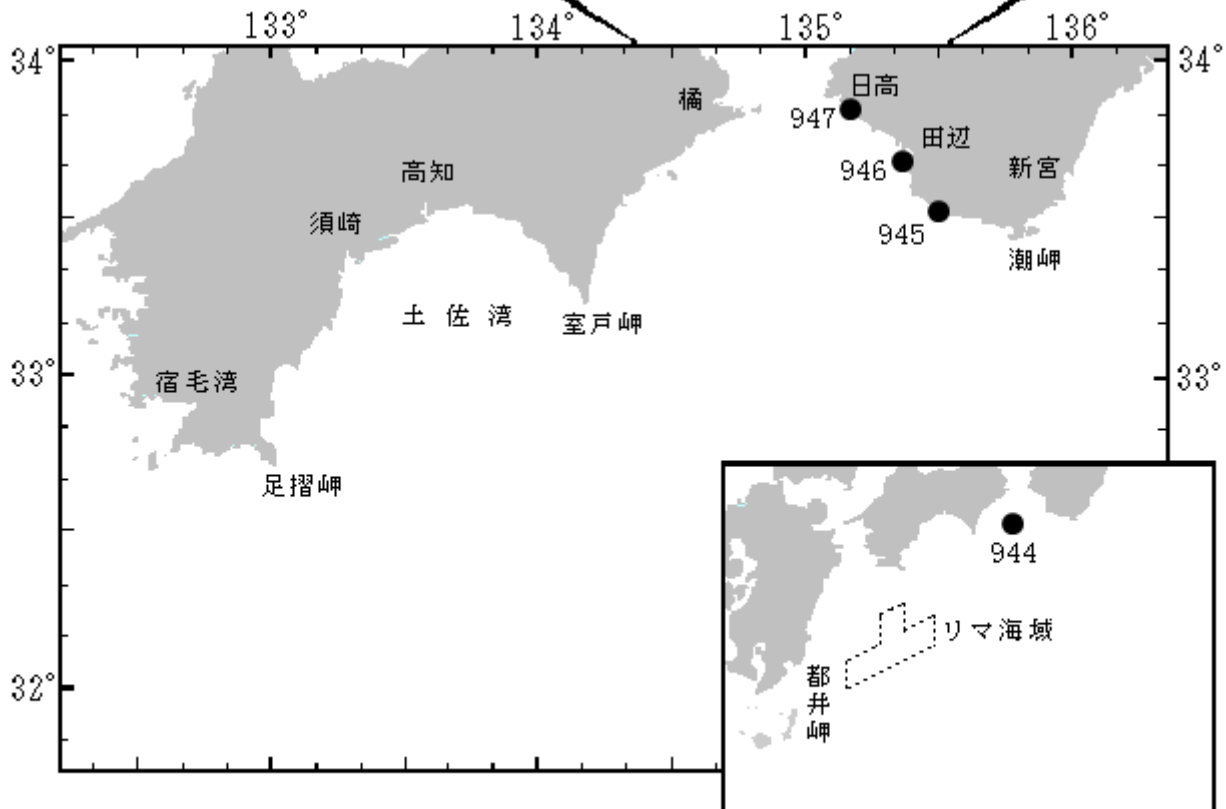 133°
134°
135°
136°
34°
34°
橘
日高
947
田辺
946
新宮
高知
945
須崎
潮岬
土佐湾
室戸岬
33°
33°
宿毛湾
足摺岬
944
リマ海域
都井岬
32°